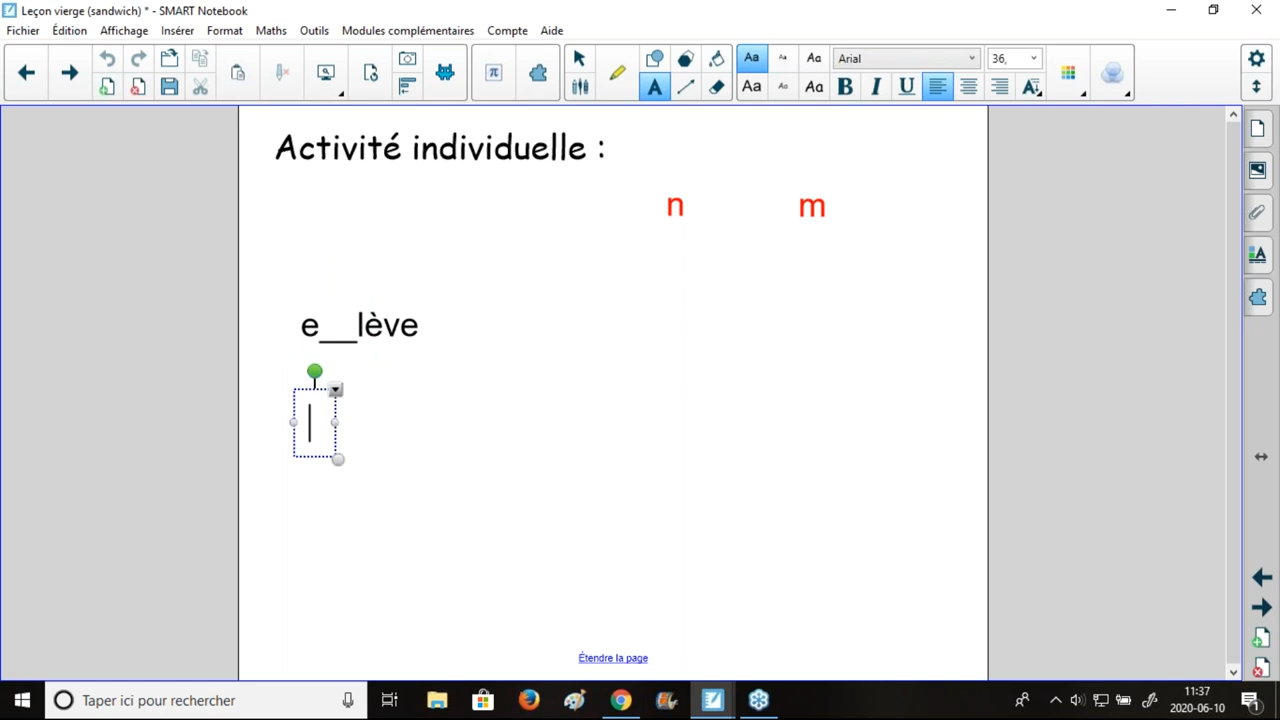 Leçon vierge (sandwich) * - SMART Notebook
Fichier Édition Affichage Insérer Format Maths Outils Modules complémentaires Compte Aide
Aa Aa Aa Arial 36,
π A Aa Aa Aa B I U A
Activité individuelle :
n m
e__lève
Étendre la page
Taper ici pour rechercher
11:37
2020-06-10
1